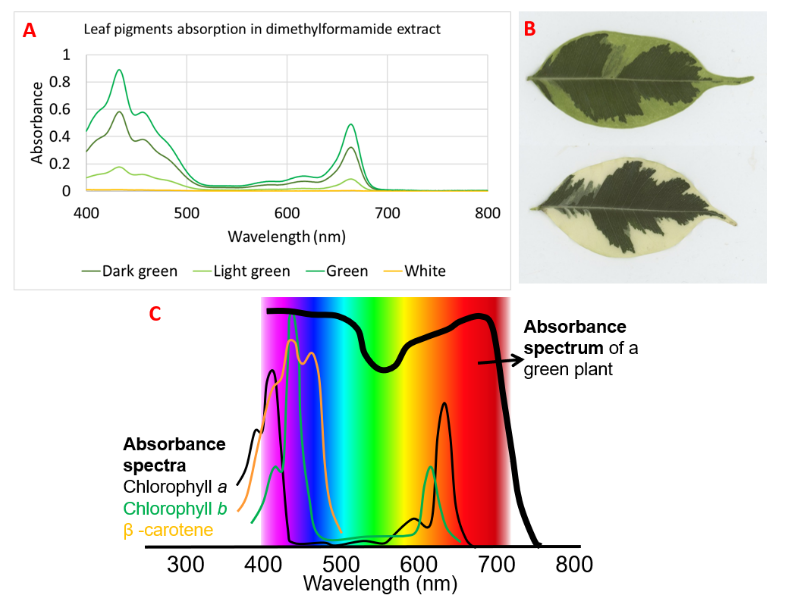 A
Leaf pigments absorption in dimethylformamide extract
Absorbance
1
0.8
0.6
0.4
0.2
0
400 500 600 700 800
Wavelength (nm)
Dark green Light green Green White
B
C
Absorbance
spectrum of a
green plant
Absorbance
spectra
Chlorophyll a
Chlorophyll b
β -carotene
300 400 500 600 700 800
Wavelength (nm)